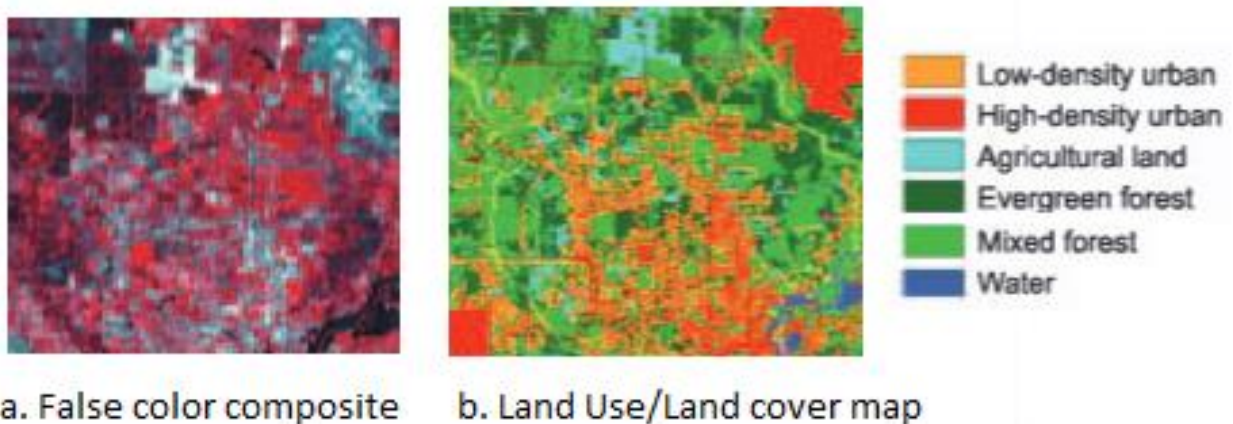 Low-density urban
High-density urban
Agricultural land
Evergreen forest
Mixed forest
Water
a. False color composite
b. Land Use/Land cover map